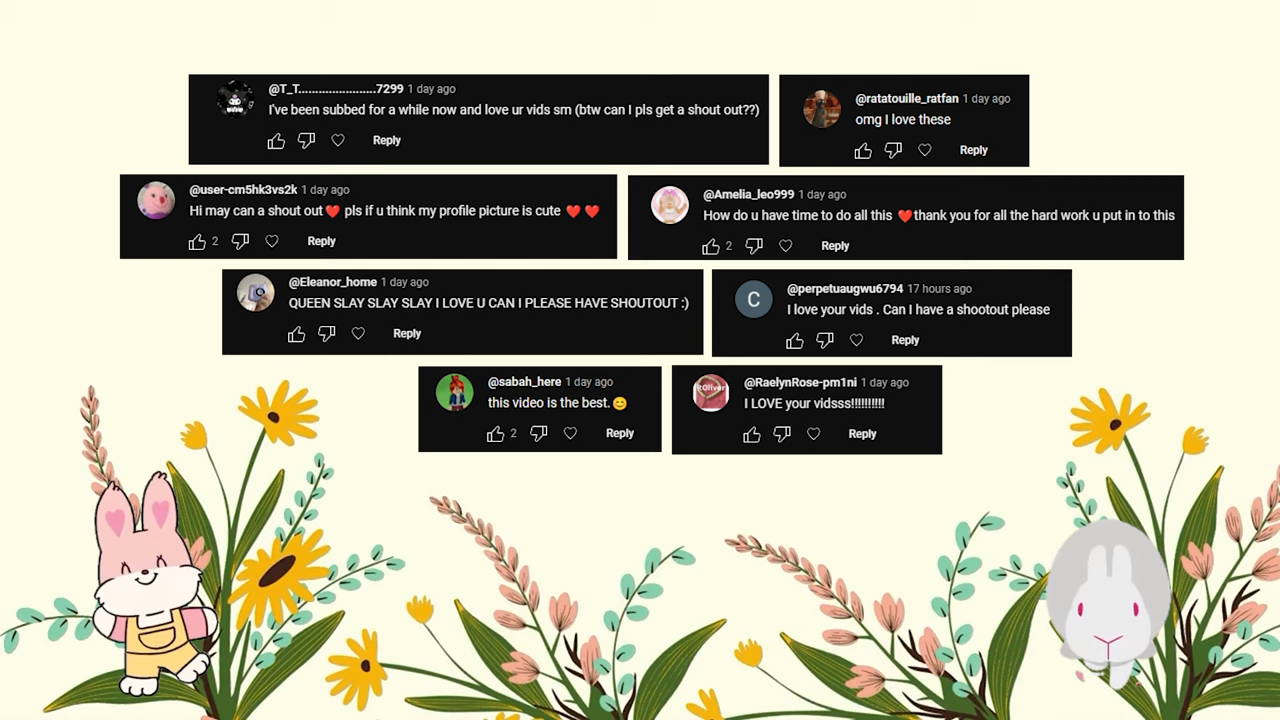 @T_T.......................7299 1 day ago
I've been subbed for a while now and love ur vids sm (btw can I pls get a shout out??)
Reply
@ratatouille_ratfan 1 day ago
omg I love these
Reply
@user-cm5hk3vs2k 1 day ago
Hi may can a shout out❤️ pls if u think my profile picture is cute ❤️ ❤️
2 Reply
@Amelia_leo999 1 day ago
How do u have time to do all this ❤️thank you for all the hard work u put in to this
2 Reply
@Eleanor_home 1 day ago
QUEEN SLAY SLAY SLAY I LOVE U CAN I PLEASE HAVE SHOUTOUT :)
Reply
C
@perpetuaugwu6794 17 hours ago
I love your vids . Can I have a shootout please
Reply
@sabah_here 1 day ago
this video is the best.😊
2 Reply
@RaelynRose-pm1ni 1 day ago
I LOVE your vidsss!!!!!!!!!!
Reply